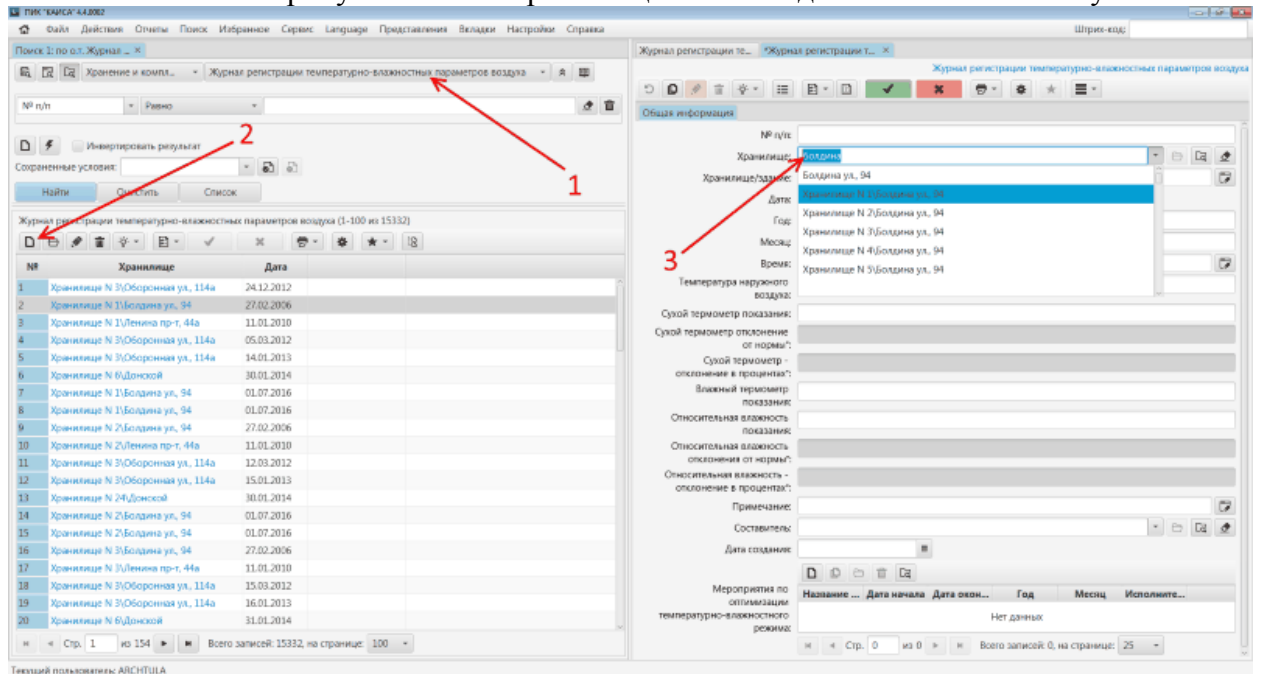 ПИК "КАИСА" 4.4.0002
Файл Действия Отчеты Поиск Избранное Сервис Language Представления Вкладки Настройки Справка Штрих-код:
Поиск 1: по о.т. Журнал ...
Хранение и компл... Журнал регистрации температурно-влажностных параметров воздуха
№ п/п Равно
2
Инвертировать результат
Сохраненные условия:
1
Найти Очистить Список
Журнал регистрации температурно-влажностных параметров воздуха (1-100 из 15332)
№ Хранилище Дата
1 Хранилище N 3\Оборонная ул., 114а 24.12.2012
2 Хранилище N 1\Болдина ул., 94 27.02.2006
3 Хранилище N 1\Ленина пр-т, 44а 11.01.2010
4 Хранилище N 3\Оборонная ул., 114а 05.03.2012
5 Хранилище N 3\Оборонная ул., 114а 14.01.2013
6 Хранилище N 6\Донской 30.01.2014
7 Хранилище N 1\Болдина ул., 94 01.07.2016
8 Хранилище N 1\Болдина ул., 94 01.07.2016
9 Хранилище N 2\Болдина ул., 94 27.02.2006
10 Хранилище N 2\Ленина пр-т, 44а 11.01.2010
11 Хранилище N 3\Оборонная ул., 114а 12.03.2012
12 Хранилище N 3\Оборонная ул., 114а 15.01.2013
13 Хранилище N 24\Донской 30.01.2014
14 Хранилище N 2\Болдина ул., 94 01.07.2016
15 Хранилище N 2\Болдина ул., 94 01.07.2016
16 Хранилище N 3\Болдина ул., 94 27.02.2006
17 Хранилище N 3\Ленина пр-т, 44а 11.01.2010
18 Хранилище N 3\Оборонная ул., 114а 15.03.2012
19 Хранилище N 3\Оборонная ул., 114а 16.01.2013
20 Хранилище N 6\Донской 31.01.2014
Стр. 1 из 154 Всего записей: 15332, на странице: 100
Текущий пользователь: ARCHTULA
Журнал регистрации те... *Журнал регистрации т...
Журнал регистрации температурно-влажностных параметров воздуха
Общая информация
№ п/п:
Хранилище: Болдина
Хранилище/здание: Болдина ул., 94
Хранилище N 1\Болдина ул., 94
Дата:
Хранилище N 2\Болдина ул., 94
Год:
Хранилище N 3\Болдина ул., 94
Месяц:
Хранилище N 4\Болдина ул., 94
3
Время:
Хранилище N 5\Болдина ул., 94
Температура наружного
воздуха:
Сухой термометр показания:
Сухой термометр отклонение
от нормы*:
Сухой термометр -
отклонение в процентах*:
Влажный термометр
показания:
Относительная влажность
показания:
Относительная влажность
отклонения от нормы*:
Относительная влажность -
отклонение в процентах*:
Примечание:
Составитель:
Дата создания:
Мероприятия по
оптимизации
температурно-влажностного
режима:
Название ... Дата начала Дата окон... Год Месяц Исполните...
Нет данных
Стр. 0 из 0 Всего записей: 0, на странице: 25